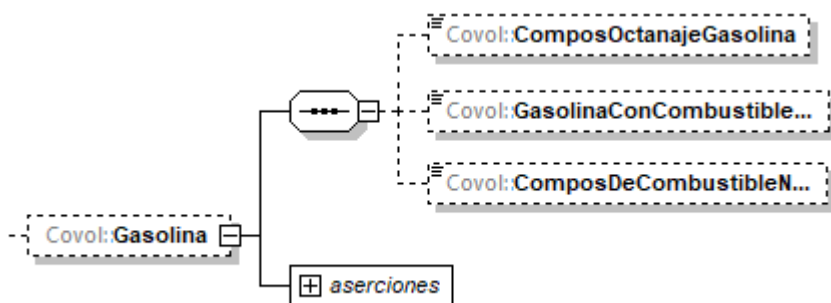 Covol::ComposOctanajeGasolina
Covol::GasolinaConCombustible...
Covol::ComposDeCombustibleN...
Covol::Gasolina
aserciones